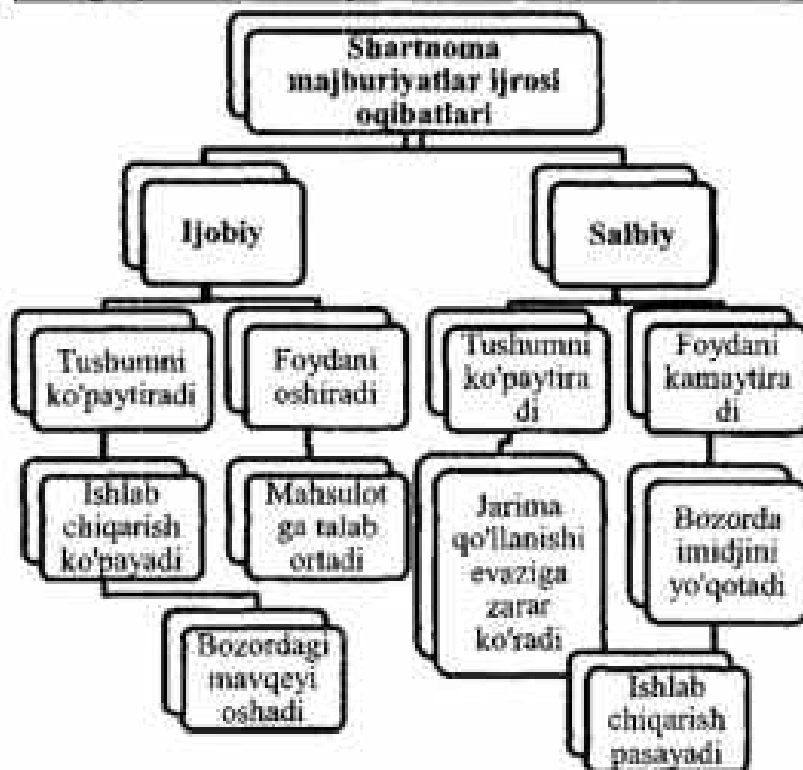 Shartnoma
majburiyatlar ijrosi
oqibatlari
Ijobiy
Salbiy
Tushumni
ko'paytiradi
Foydani
oshiradi
Tushumni
ko'paytira
di
Foydani
kamaytira
di
Ishlab
chiqarish
ko'payadi
Mahsulot
ga talab
ortadi
Jarima
qo'llanishi
evaziga
zarar
ko'radi
Bozorda
imidjini
yo'qotadi
Bozordagi
mavqeyi
oshadi
Ishlab
chiqarish
pasayadi